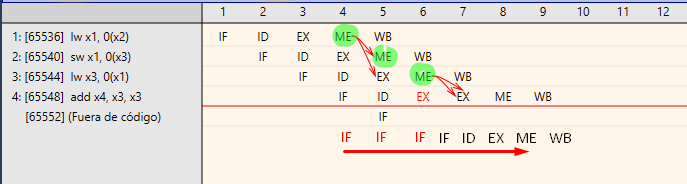 1 2 3 4 5 6 7 8 9 10 11 12
1: [65536] lw x1, 0(x2) IF ID EX ME WB
2: [65540] sw x1, 0(x3) IF ID EX ME WB
3: [65544] lw x3, 0(x1) IF ID EX ME WB
4: [65548] add x4, x3, x3 IF ID EX EX ME WB
[65552] (Fuera de código) IF
IF IF IF IF ID EX ME WB